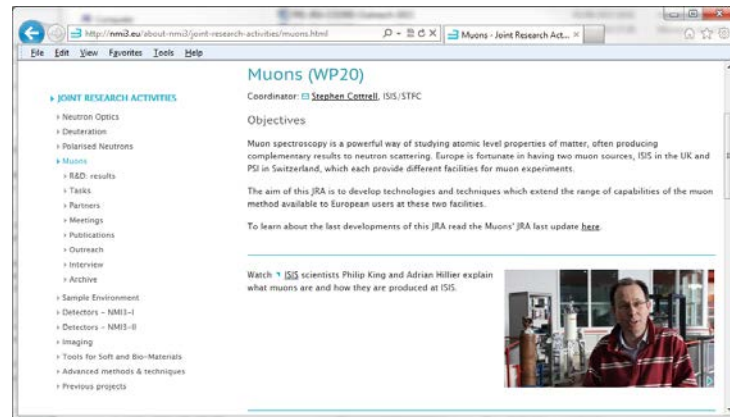 http://nmi3.eu/about-nmi3/joint-research-activities/muons.html
Muons - Joint Research Act...
File Edit View Favorites Tools Help
JOINT RESEARCH ACTIVITIES
Neutron Optics
Deuteration
Polarised Neutrons
Muons
R&D: results
Tasks
Partners
Meetings
Publications
Outreach
Interview
Archive
Sample Environment
Detectors - NMI3-I
Detectors - NMI3-II
Imaging
Tools for Soft and Bio-Materials
Advanced methods & techniques
Previous projects
Muons (WP20)
Coordinator: Stephen Cottrell, ISIS/STFC
Objectives
Muon spectroscopy is a powerful way of studying atomic level properties of matter, often producing
complementary results to neutron scattering. Europe is fortunate in having two muon sources, ISIS in the UK and
PSI in Switzerland, which each provide different facilities for muon experiments.
The aim of this JRA is to develop technologies and techniques which extend the range of capabilities of the muon
method available to European users at these two facilities.
To learn about the last developments of this JRA read the Muons' JRA last update here.
Watch ISIS scientists Philip King and Adrian Hillier explain
what muons are and how they are produced at ISIS.